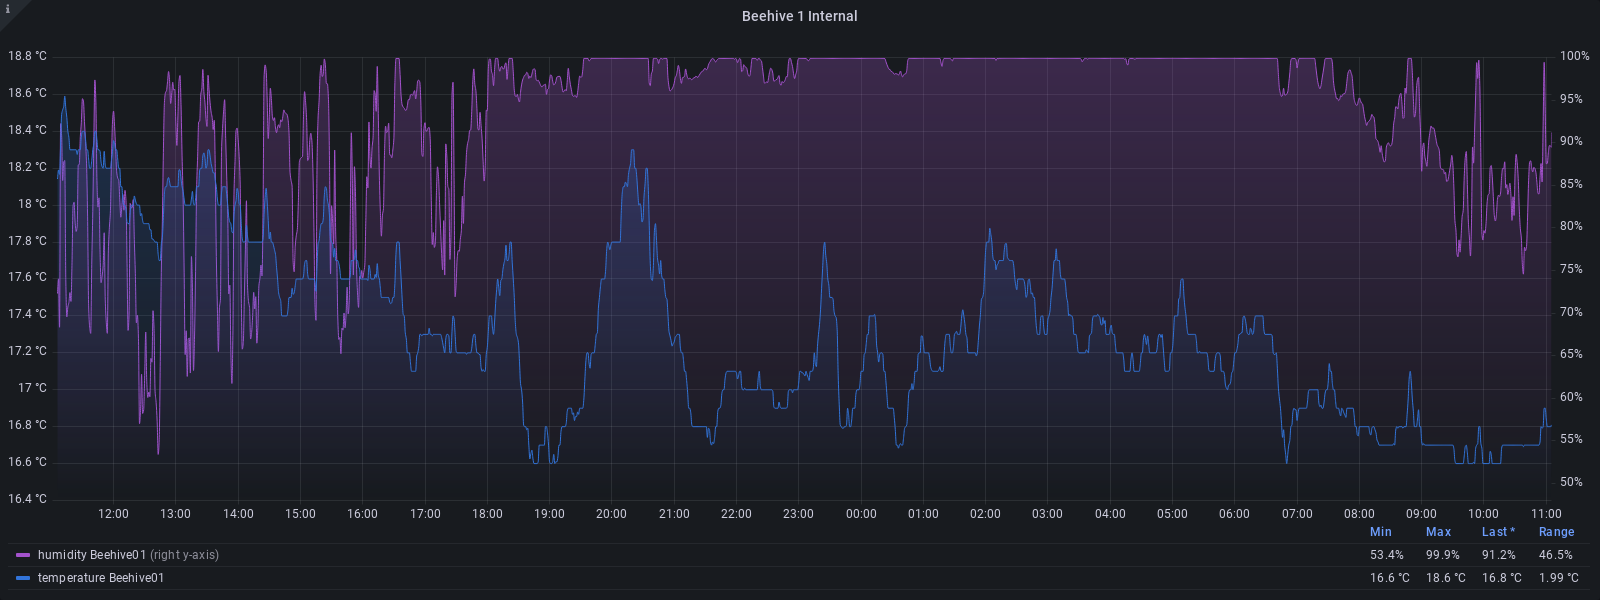 i
Beehive 1 Internal
18.8 °C
18.6 °C
18.4 °C
18.2 °C
18 °C
17.8 °C
17.6 °C
17.4 °C
17.2 °C
17 °C
16.8 °C
16.6 °C
16.4 °C
100%
95%
90%
85%
80%
75%
70%
65%
60%
55%
50%
12:00 13:00 14:00 15:00 16:00 17:00 18:00 19:00 20:00 21:00 22:00 23:00 00:00 01:00 02:00 03:00 04:00 05:00 06:00 07:00 08:00 09:00 10:00 11:00
Min Max Last * Range
humidity Beehive01 (right y-axis) 53.4% 99.9% 91.2% 46.5%
temperature Beehive01 16.6 °C 18.6 °C 16.8 °C 1.99 °C